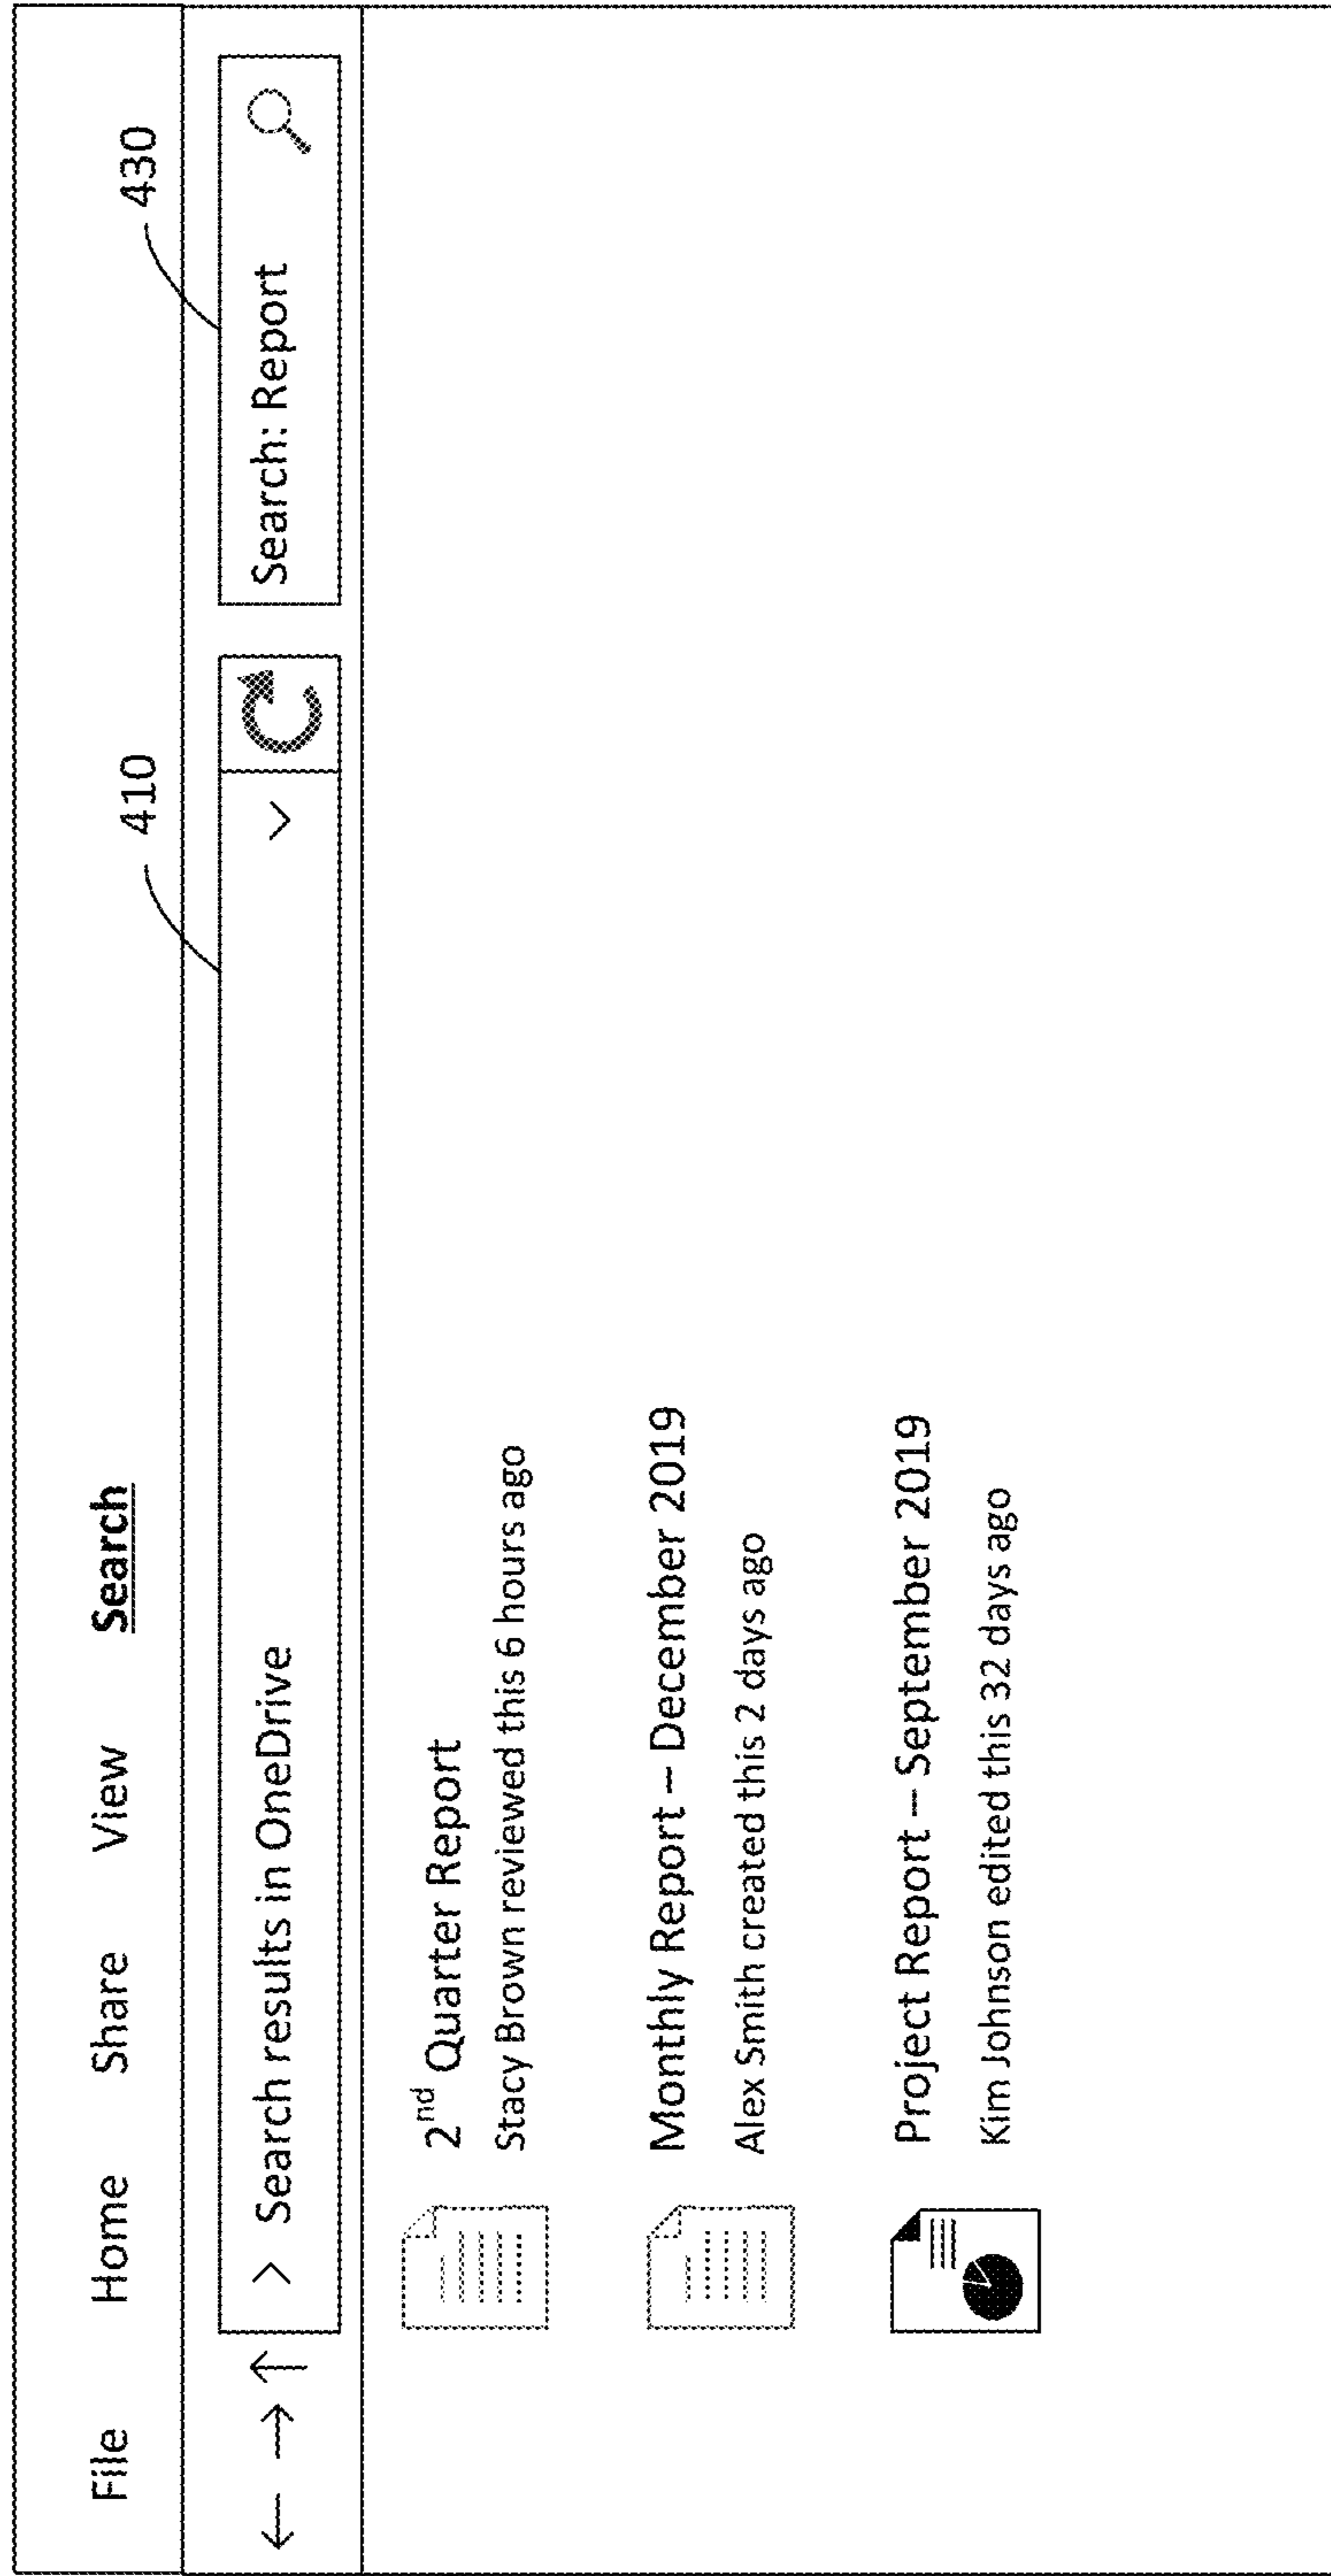 410
430
File Home Share View Search
> Search results in OneDrive
Search: Report
2nd Quarter Report
Stacy Brown reviewed this 6 hours ago
Monthly Report – December 2019
Alex Smith created this 2 days ago
Project Report – September 2019
Kim Johnson edited this 32 days ago